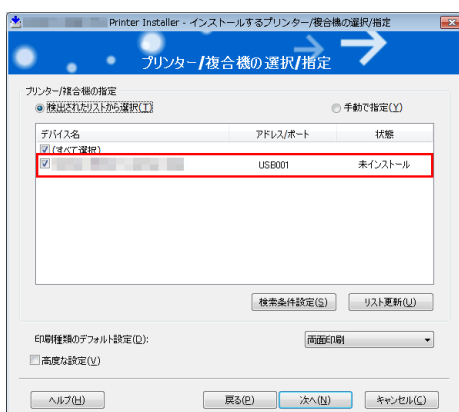 Printer Installer - インストールするプリンター/複合機の選択/指定
プリンター/複合機の選択/指定
プリンター/複合機の指定
検出されたリストから選択(I) 手動で指定(Y)
デバイス名 アドレス/ポート 状態
(すべて選択)
USB001 未インストール
検索条件設定(S) リスト更新(U)
印刷種類のデフォルト設定(D): 両面印刷
高度な設定(V)
ヘルプ(H) 戻る(P) 次へ(N) キャンセル(C)